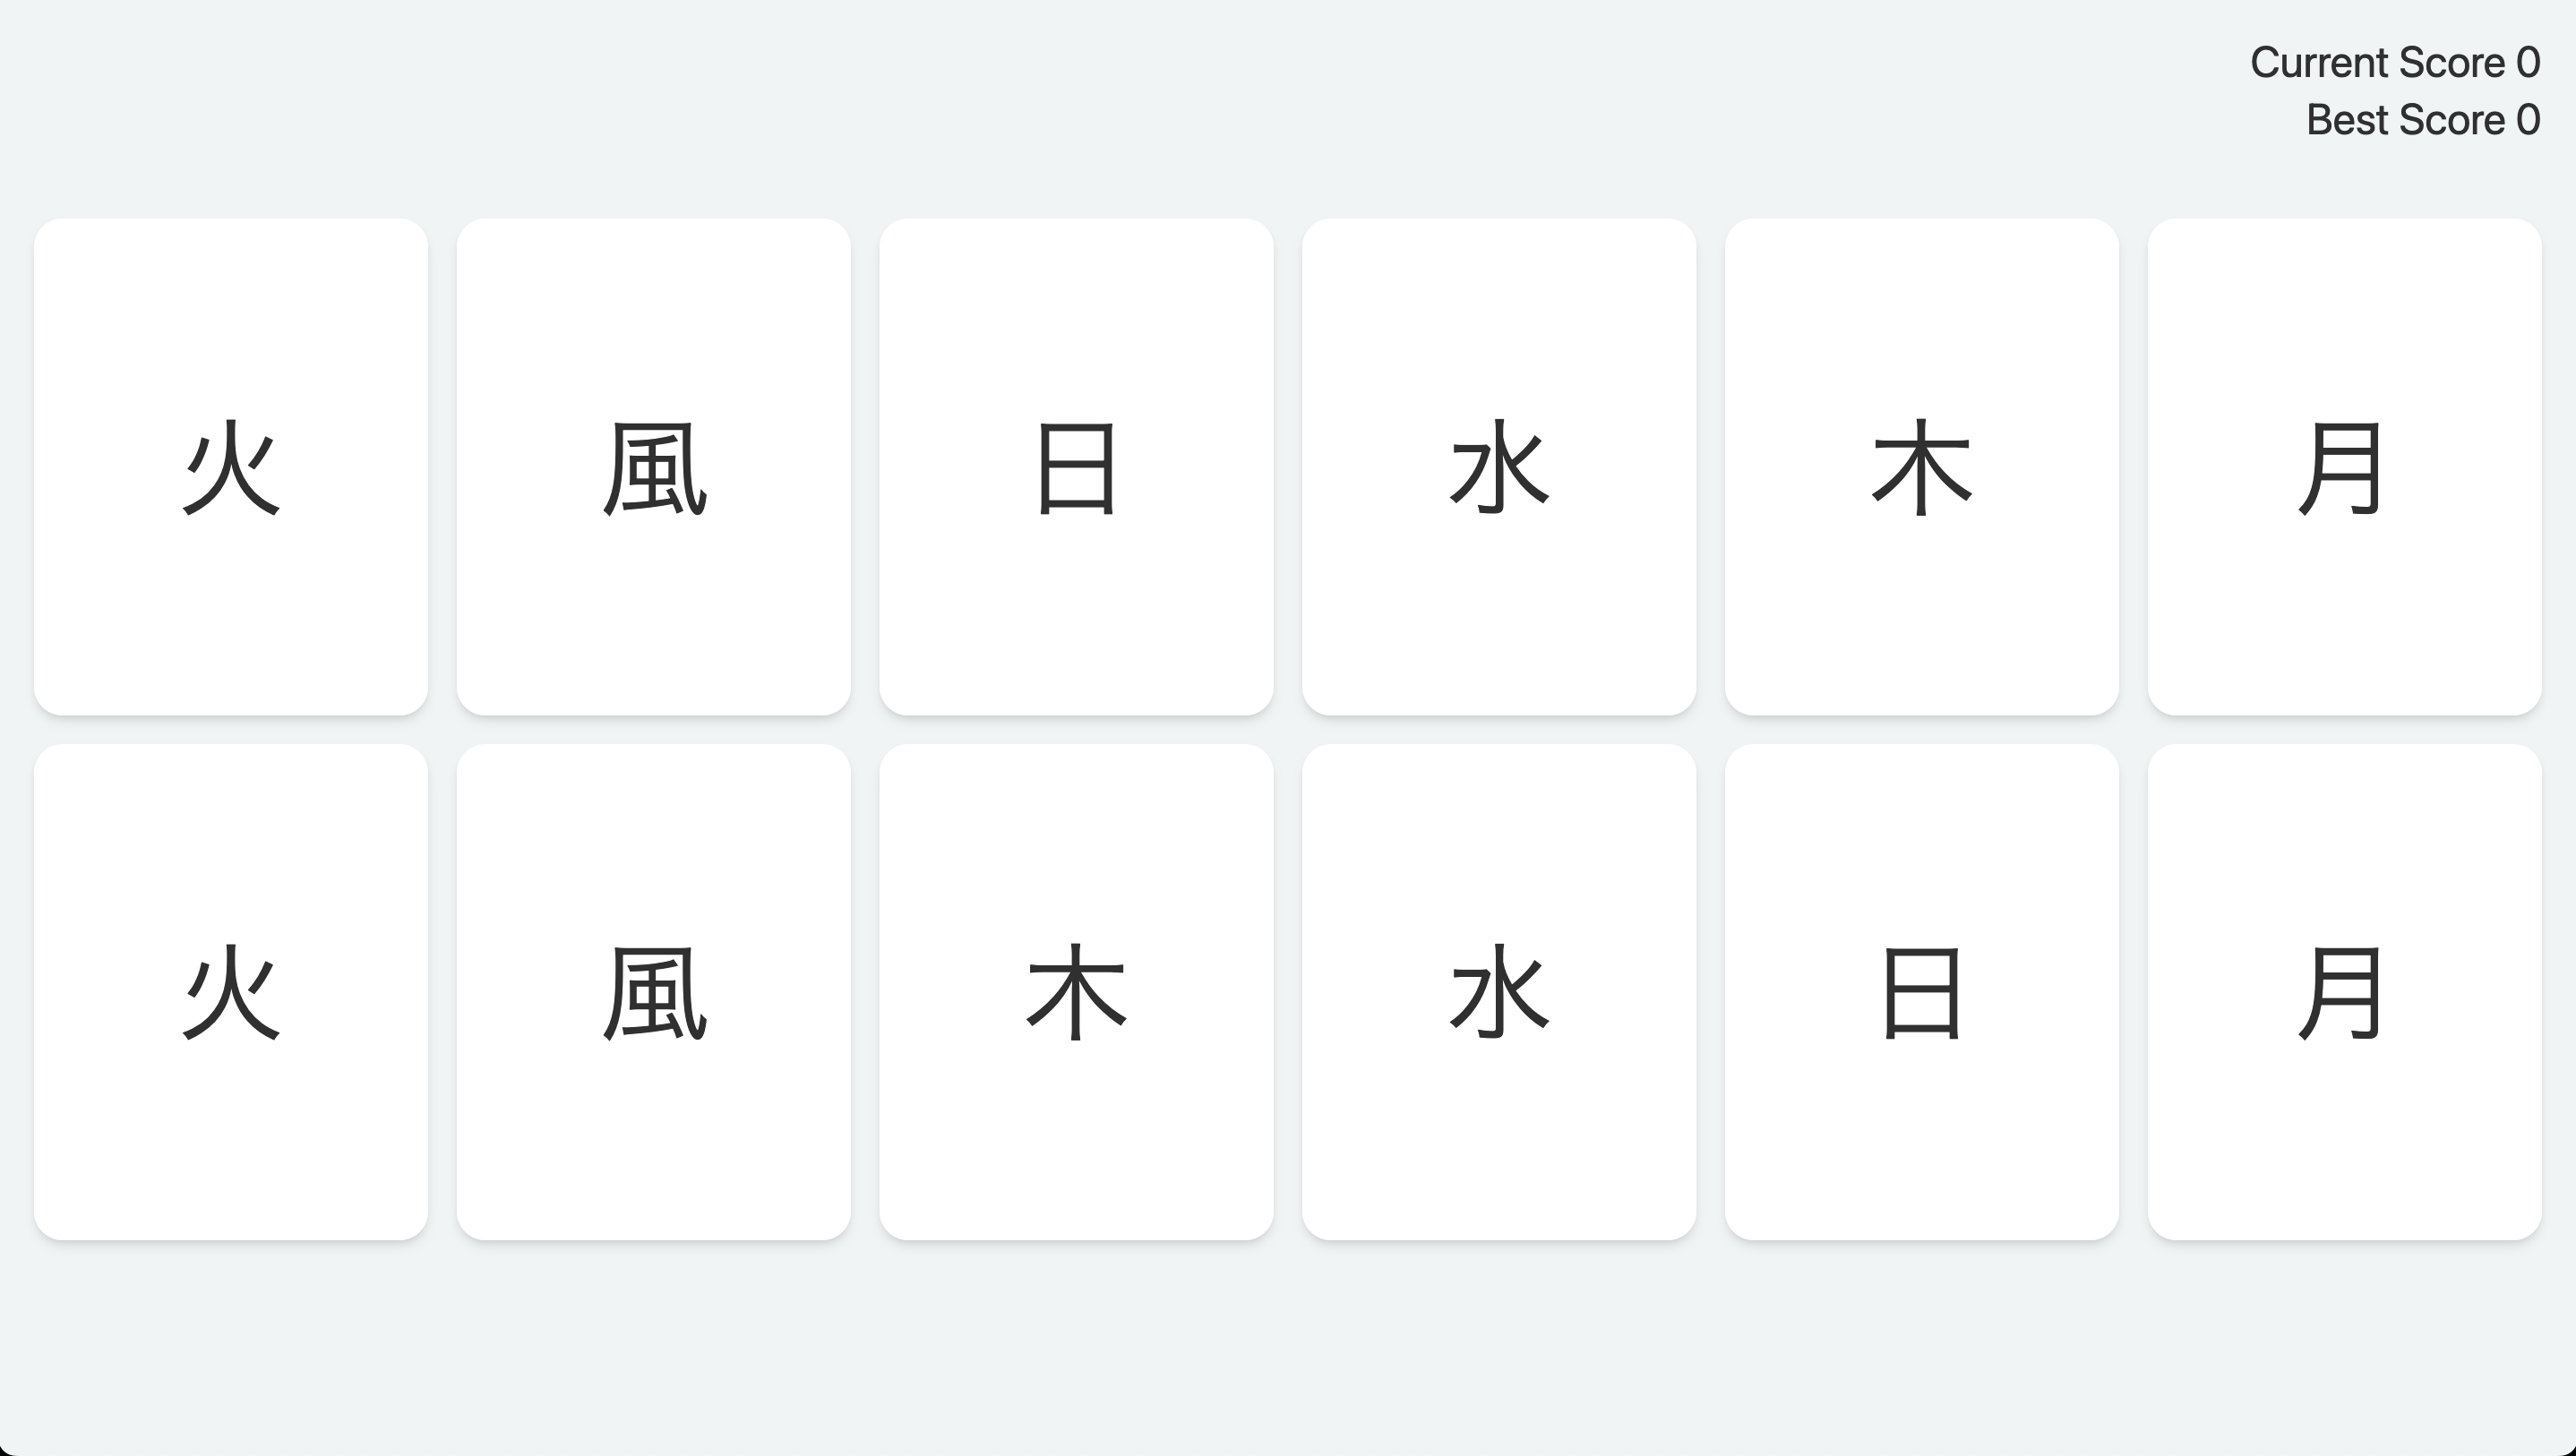 Current Score 0
Best Score 0
火 風 日 水 木 月
火 風 木 水 日 月